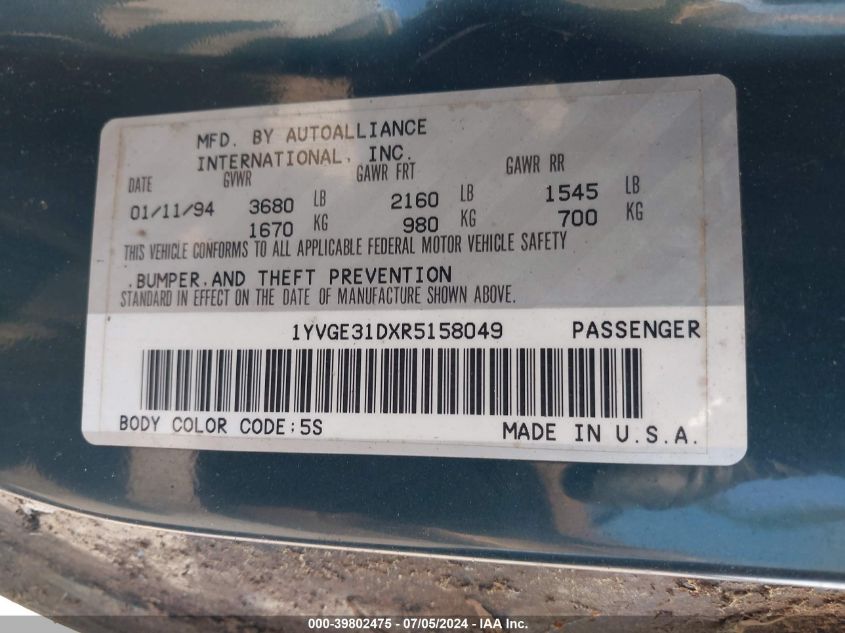 MFD. BY AUTOALLIANCE
INTERNATIONAL, INC.
DATE GVWR GAWR FRT GAWR RR
01/11/94 3680 LB 2160 LB 1545 LB
1670 KG 980 KG 700 KG
THIS VEHICLE CONFORMS TO ALL APPLICABLE FEDERAL MOTOR VEHICLE SAFETY
.BUMPER.AND THEFT PREVENTION
STANDARD IN EFFECT ON THE DATE OF MANUFACTURE SHOWN ABOVE.
1YVGE31DXR5158049 PASSENGER
BODY COLOR CODE:5S MADE IN U.S.A.
000-39802475 - 07/05/2024 - IAA Inc.